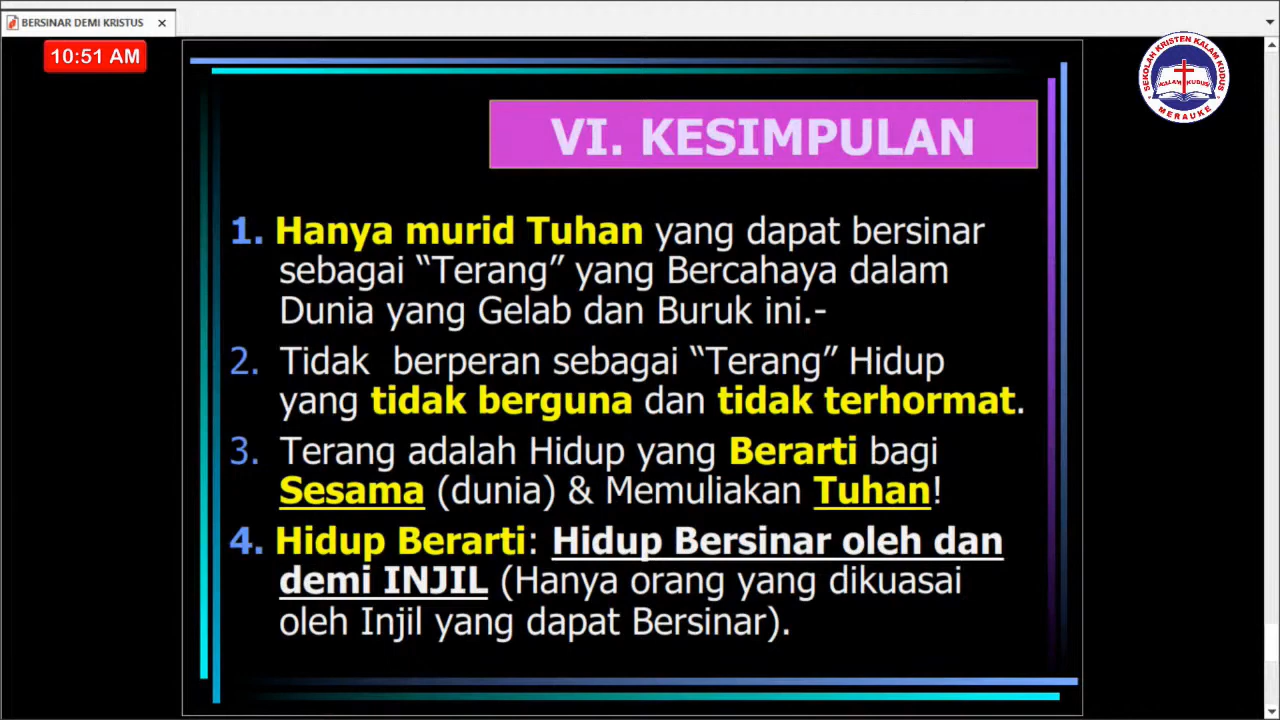 BERSINAR DEMI KRISTUS
10:51 AM
SEKOLAH KRISTEN KALAM KUDUS
KALAM KUDUS
MERAUKE
VI. KESIMPULAN
1. Hanya murid Tuhan yang dapat bersinar
sebagai “Terang” yang Bercahaya dalam
Dunia yang Gelab dan Buruk ini.-
2. Tidak berperan sebagai “Terang” Hidup
yang tidak berguna dan tidak terhormat.
3. Terang adalah Hidup yang Berarti bagi
Sesama (dunia) & Memuliakan Tuhan!
4. Hidup Berarti: Hidup Bersinar oleh dan
demi INJIL (Hanya orang yang dikuasai
oleh Injil yang dapat Bersinar).